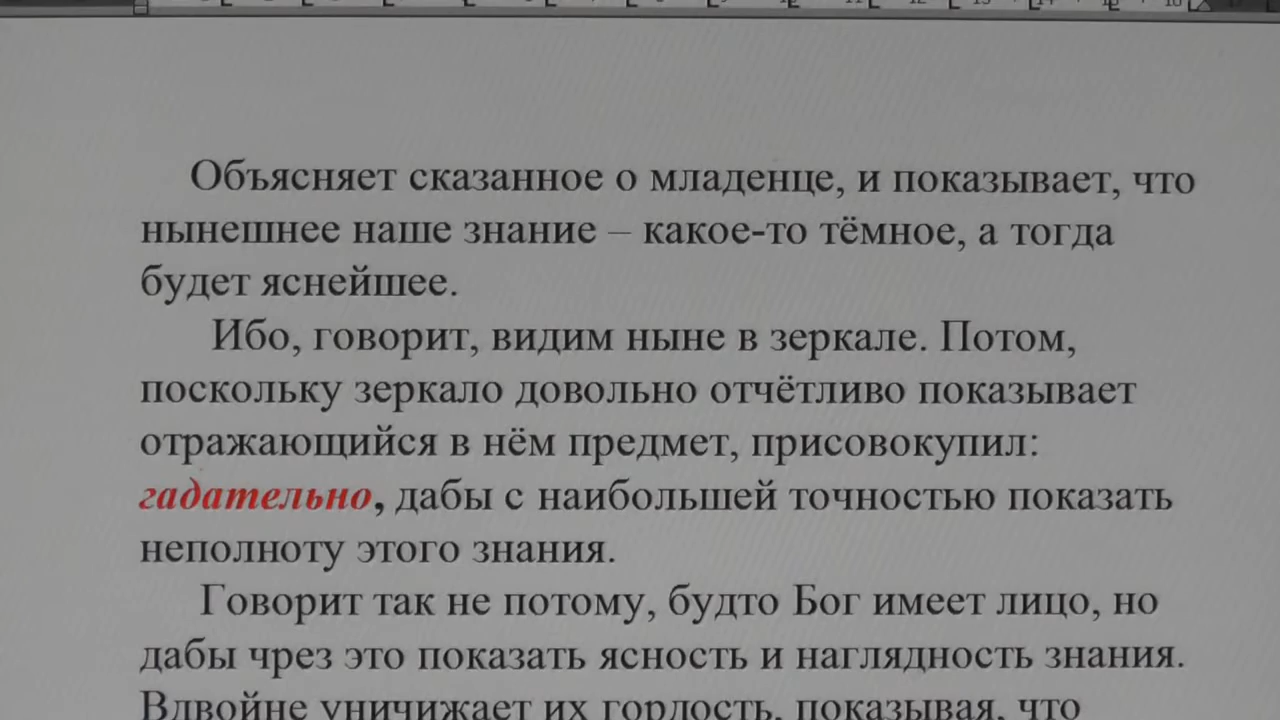 Объясняет сказанное о младенце, и показывает, что
нынешнее наше знание – какое-то тёмное, а тогда
будет яснейшее.
Ибо, говорит, видим ныне в зеркале. Потом,
поскольку зеркало довольно отчётливо показывает
отражающийся в нём предмет, присовокупил:
гадательно, дабы с наибольшей точностью показать
неполноту этого знания.
Говорит так не потому, будто Бог имеет лицо, но
дабы чрез это показать ясность и наглядность знания.
Вдвойне уничижает их гордость, показывая, что